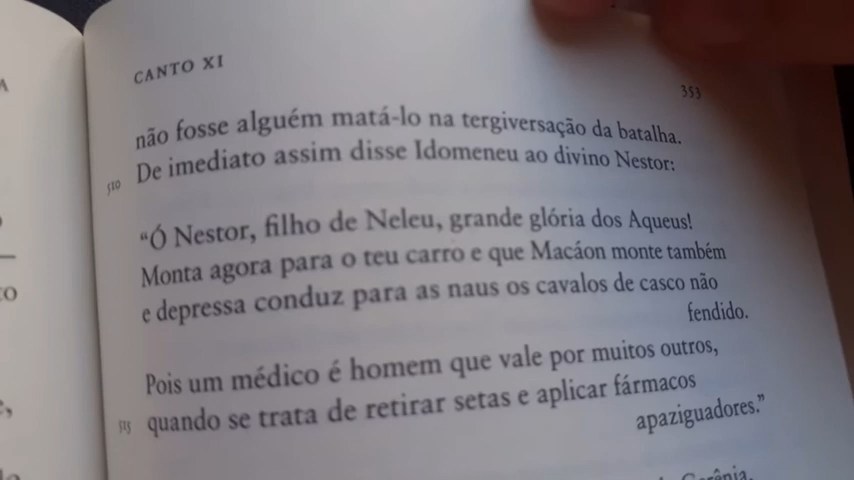 CANTO XI
353
não fosse alguém matá-lo na tergiversação da batalha.
510 De imediato assim disse Idomeneu ao divino Nestor:
“Ó Nestor, filho de Neleu, grande glória dos Aqueus!
Monta agora para o teu carro e que Macáon monte também
e depressa conduz para as naus os cavalos de casco não
fendido.
Pois um médico é homem que vale por muitos outros,
515 quando se trata de retirar setas e aplicar fármacos
apaziguadores.”
Gerênia,